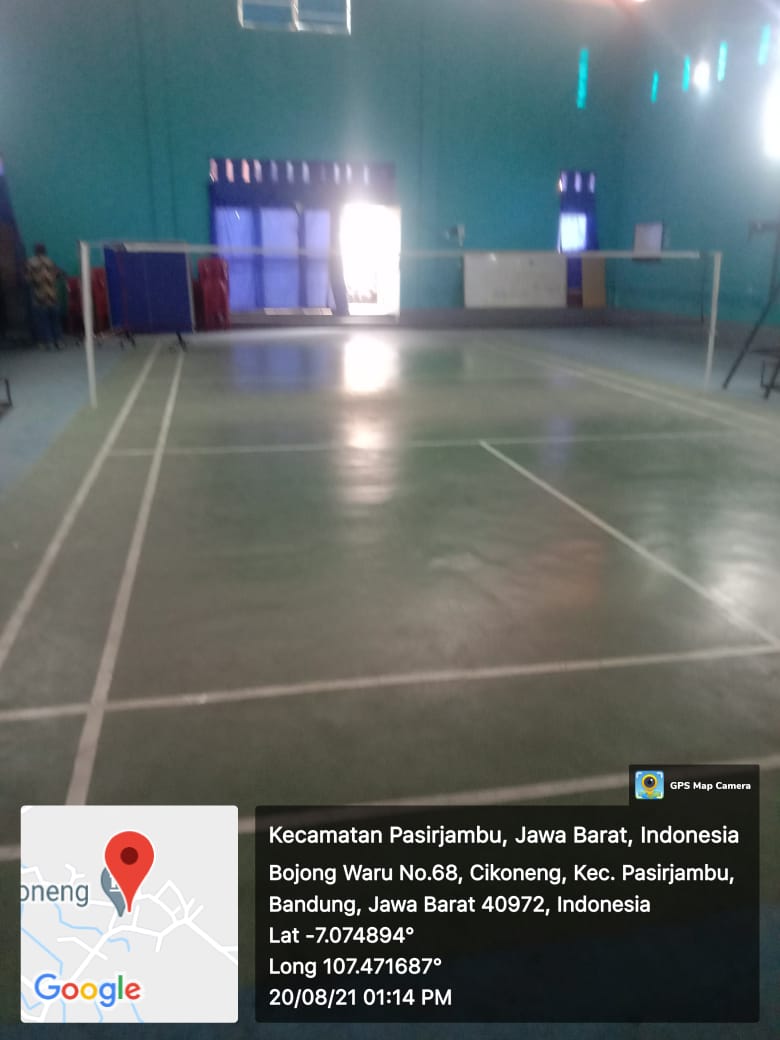 GPS Map Camera
Kecamatan Pasirjambu, Jawa Barat, Indonesia
Bojong Waru No.68, Cikoneng, Kec. Pasirjambu,
Bandung, Jawa Barat 40972, Indonesia
Lat -7.074894°
Long 107.471687°
20/08/21 01:14 PM
oneng
Google